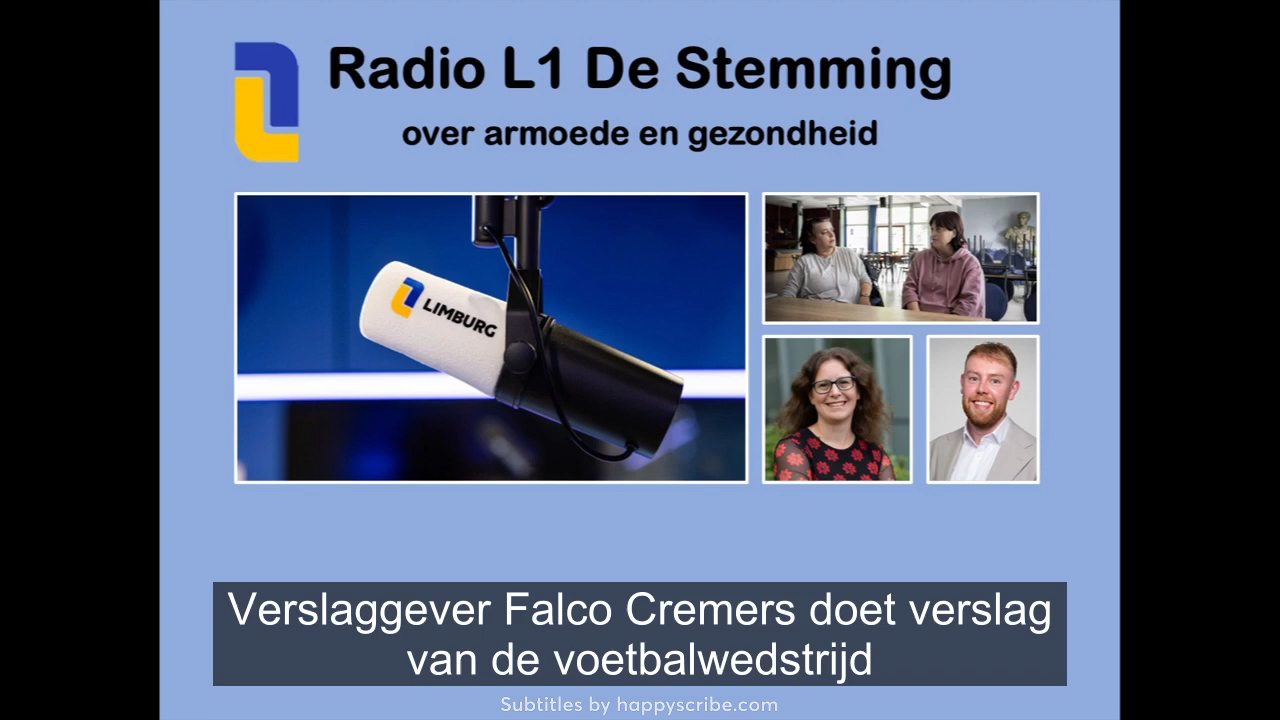 Radio L1 De Stemming
over armoede en gezondheid
LIMBURG
Verslaggever Falco Cremers doet verslag
van de voetbalwedstrijd
Subtitles by happyscribe.com